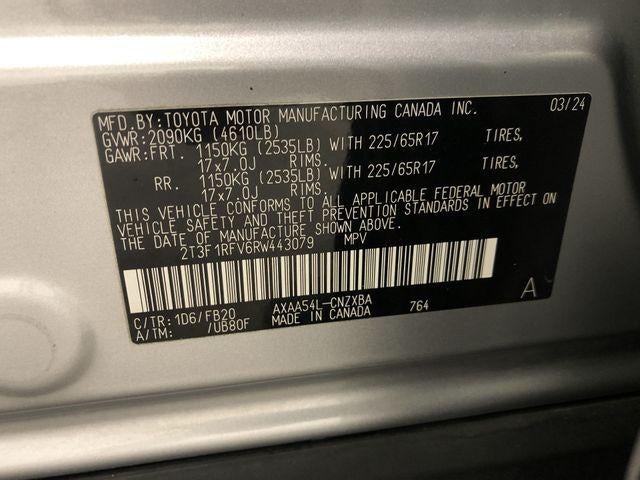 MFD.BY:TOYOTA MOTOR MANUFACTURING CANADA INC. 03/24
GVWR:2090KG (4610LB)
GAWR:FRT. 1150KG (2535LB) WITH 225/65R17 TIRES,
17x7.0J RIMS.
RR. 1150KG (2535LB) WITH 225/65R17 TIRES,
17x7.0J RIMS.
THIS VEHICLE CONFORMS TO ALL APPLICABLE FEDERAL MOTOR
VEHICLE SAFETY AND THEFT PREVENTION STANDARDS IN EFFECT ON
THE DATE OF MANUFACTURE SHOWN ABOVE.
2T3F1RFV6RW443079 MPV
C/TR:1D6/FB20 AXAA54L-CNZXBA 764 A
A/TM: /UB80F MADE IN CANADA